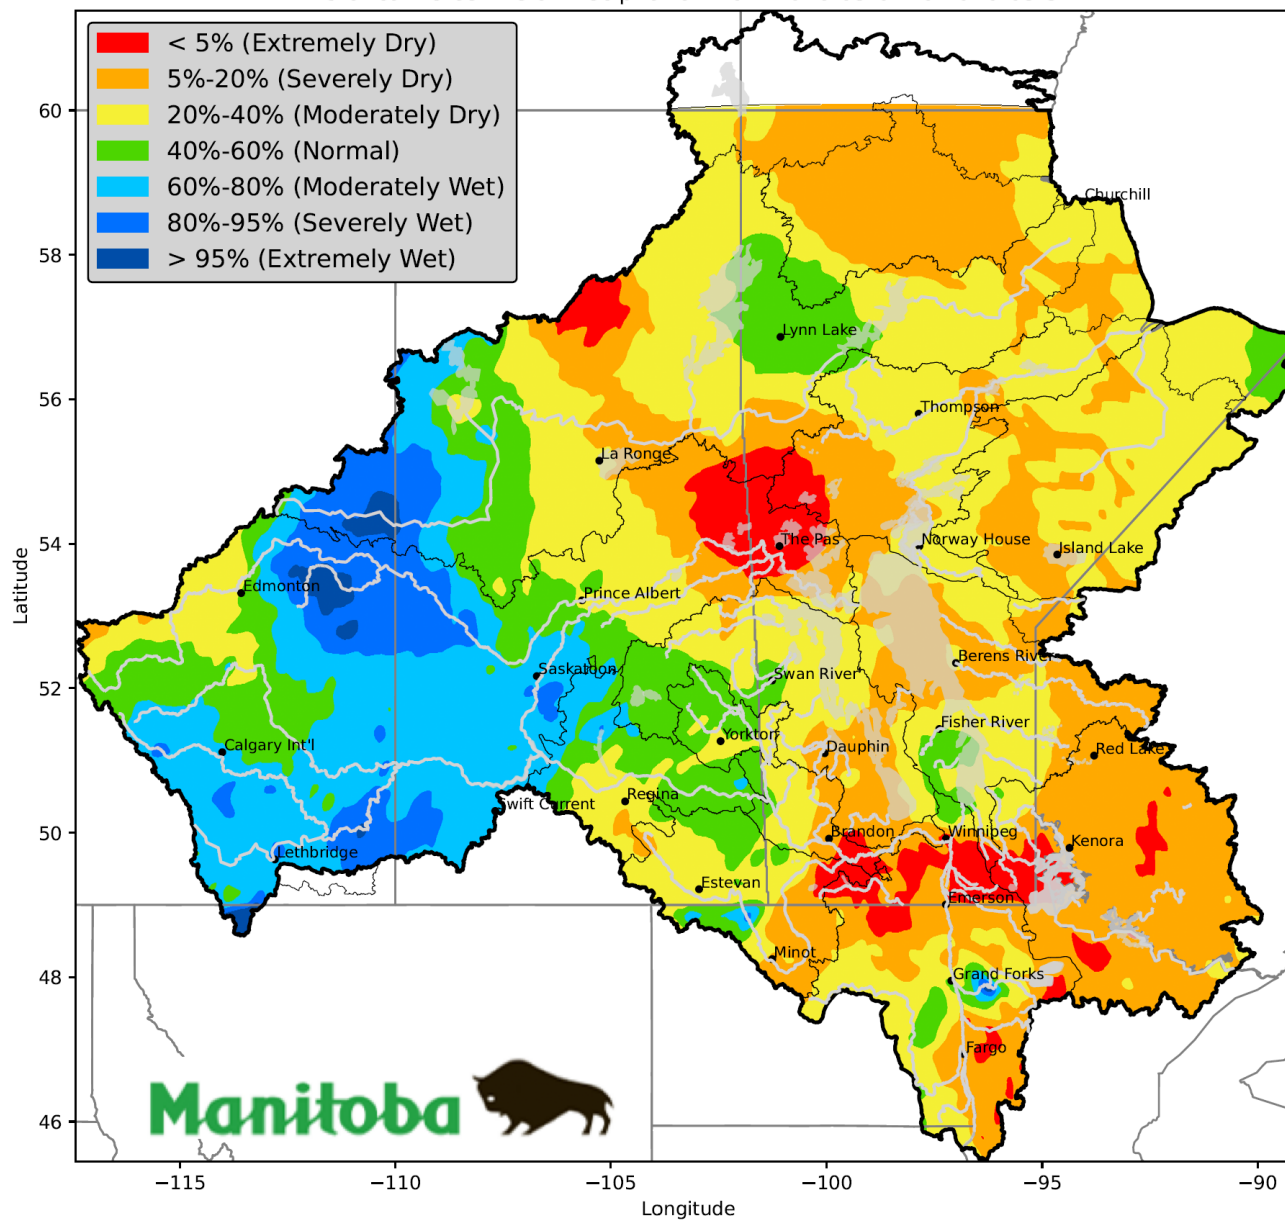 < 5% (Extremely Dry)
5%-20% (Severely Dry)
20%-40% (Moderately Dry)
40%-60% (Normal)
60%-80% (Moderately Wet)
80%-95% (Severely Wet)
> 95% (Extremely Wet)
60
58
56
54
52
50
48
46
Latitude
Churchill
Lynn Lake
Thompson
La Ronge
The Pas
Norway House
Island Lake
Edmonton
Prince Albert
Berens River
Saskatoon
Swan River
Fisher River
Calgary Int'l
Yorkton
Dauphin
Red Lake
Swift Current
Regina
Brandon
Winnipeg
Kenora
Lethbridge
Estevan
Emerson
Minot
Grand Forks
Fargo
Manitoba
−115
−110
−105
−100
−95
−90
Longitude